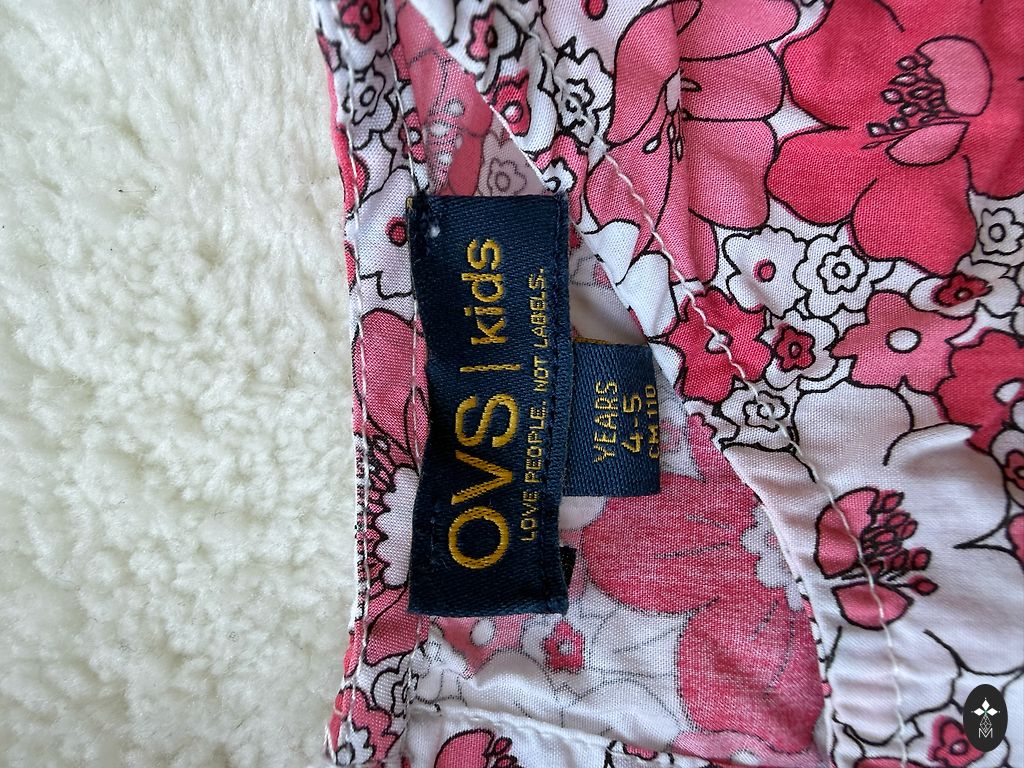 OVS | kids
LOVE PEOPLE. NOT LABELS.
YEARS
4-5
CM 110